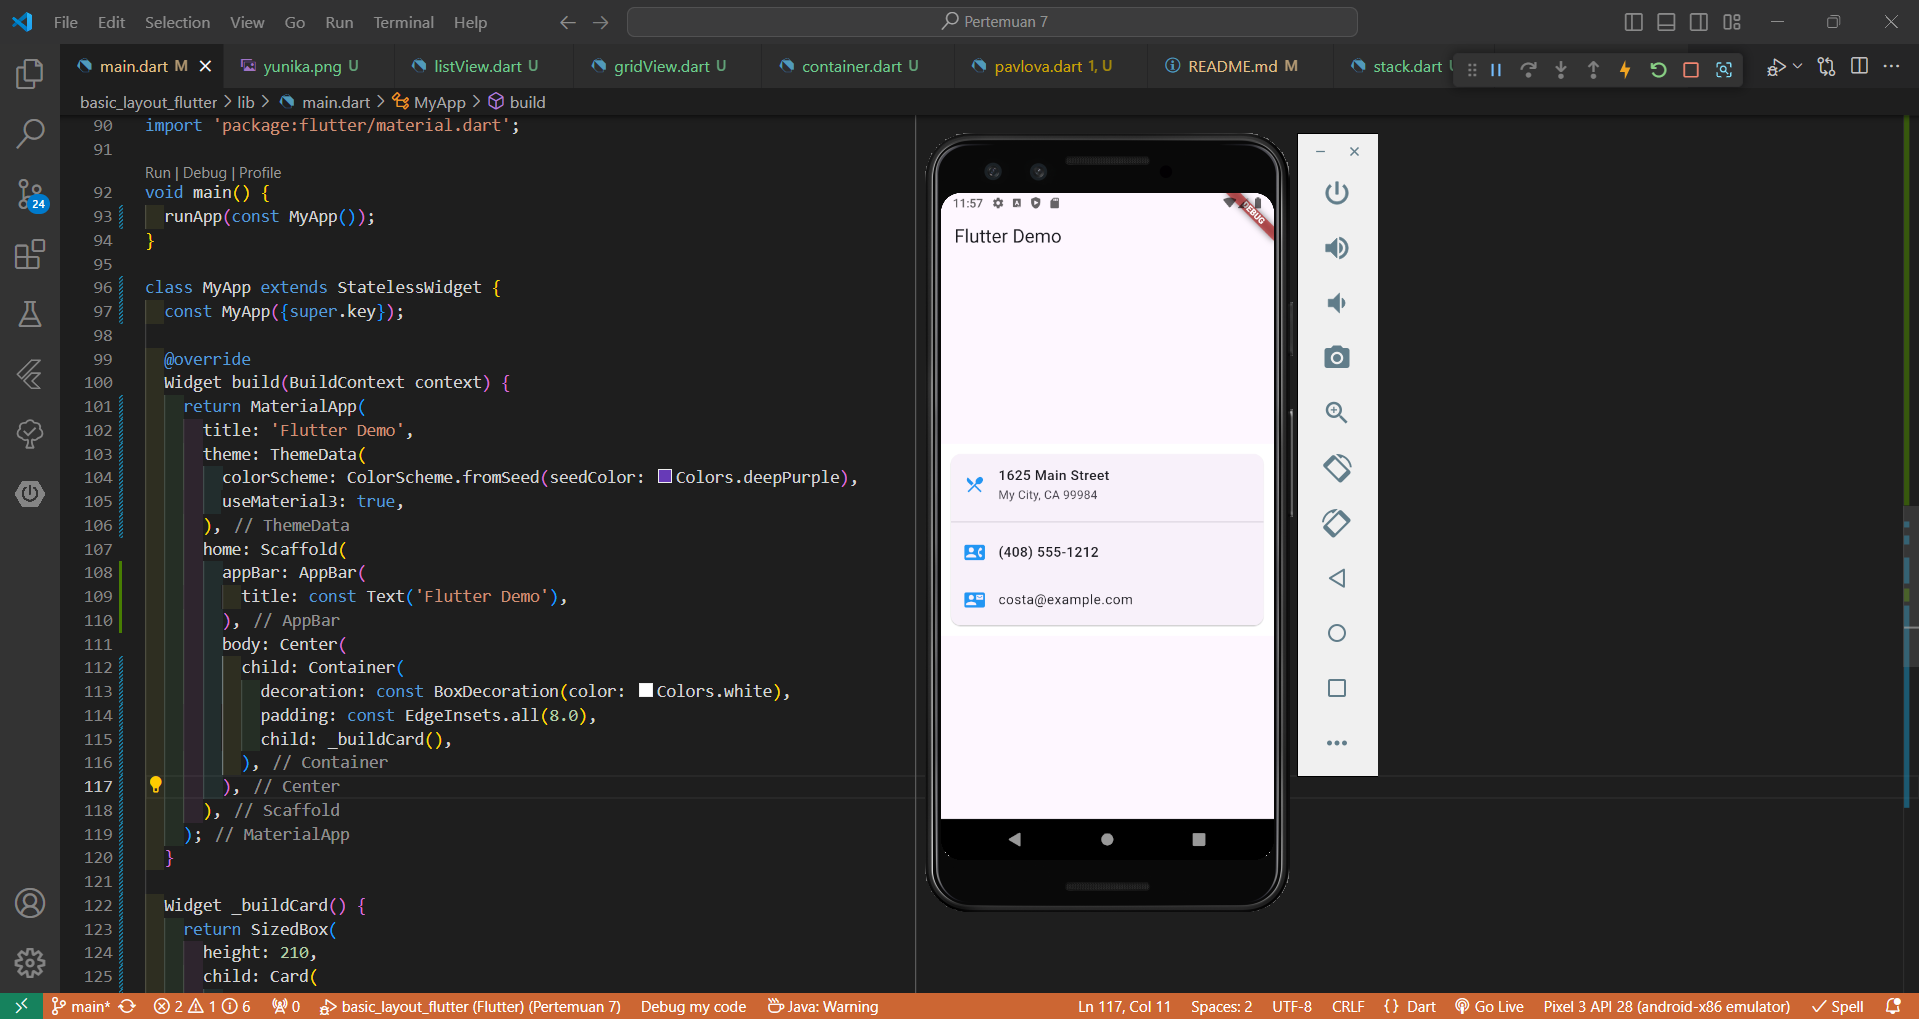 File Edit Selection View Go Run Terminal Help
Pertemuan 7
main.dart M
yunika.png U
listView.dart U
gridView.dart U
container.dart U
pavlova.dart 1, U
README.md M
stack.dart
basic_layout_flutter > lib > main.dart > MyApp > build
90 import 'package:flutter/material.dart';
91
Run | Debug | Profile
92 void main() {
93 runApp(const MyApp());
94 }
95
96 class MyApp extends StatelessWidget {
97 const MyApp({super.key});
98
99 @override
100 Widget build(BuildContext context) {
101 return MaterialApp(
102 title: 'Flutter Demo',
103 theme: ThemeData(
104 colorScheme: ColorScheme.fromSeed(seedColor: Colors.deepPurple),
105 useMaterial3: true,
106 ), // ThemeData
107 home: Scaffold(
108 appBar: AppBar(
109 title: const Text('Flutter Demo'),
110 ), // AppBar
111 body: Center(
112 child: Container(
113 decoration: const BoxDecoration(color: Colors.white),
114 padding: const EdgeInsets.all(8.0),
115 child: _buildCard(),
116 ), // Container
117 ), // Center
118 ), // Scaffold
119 ); // MaterialApp
120 }
121
122 Widget _buildCard() {
123 return SizedBox(
124 height: 210,
125 child: Card(
11:57
DEBUG
Flutter Demo
1625 Main Street
My City, CA 99984
(408) 555-1212
costa@example.com
24
main* 2 1 6 0 basic_layout_flutter (Flutter) (Pertemuan 7) Debug my code Java: Warning Ln 117, Col 11 Spaces: 2 UTF-8 CRLF {} Dart Go Live Pixel 3 API 28 (android-x86 emulator) Spell